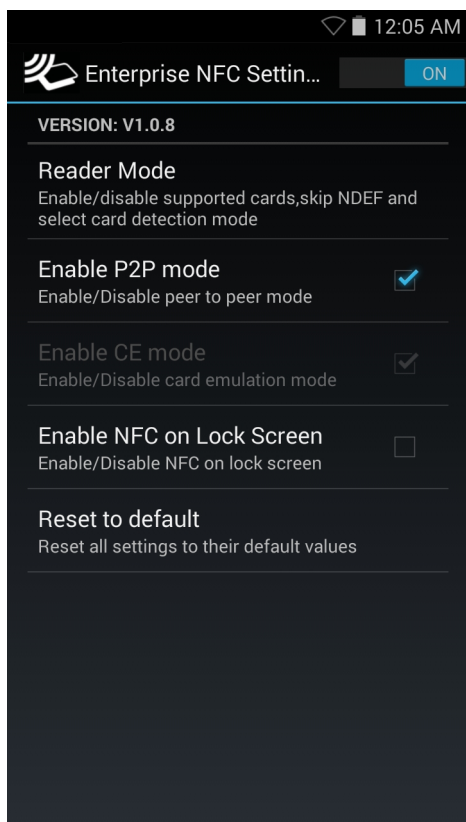 12:05 AM
Enterprise NFC Settin...
ON
VERSION: V1.0.8
Reader Mode
Enable/disable supported cards,skip NDEF and
select card detection mode
Enable P2P mode
Enable/Disable peer to peer mode
Enable CE mode
Enable/Disable card emulation mode
Enable NFC on Lock Screen
Enable/Disable NFC on lock screen
Reset to default
Reset all settings to their default values